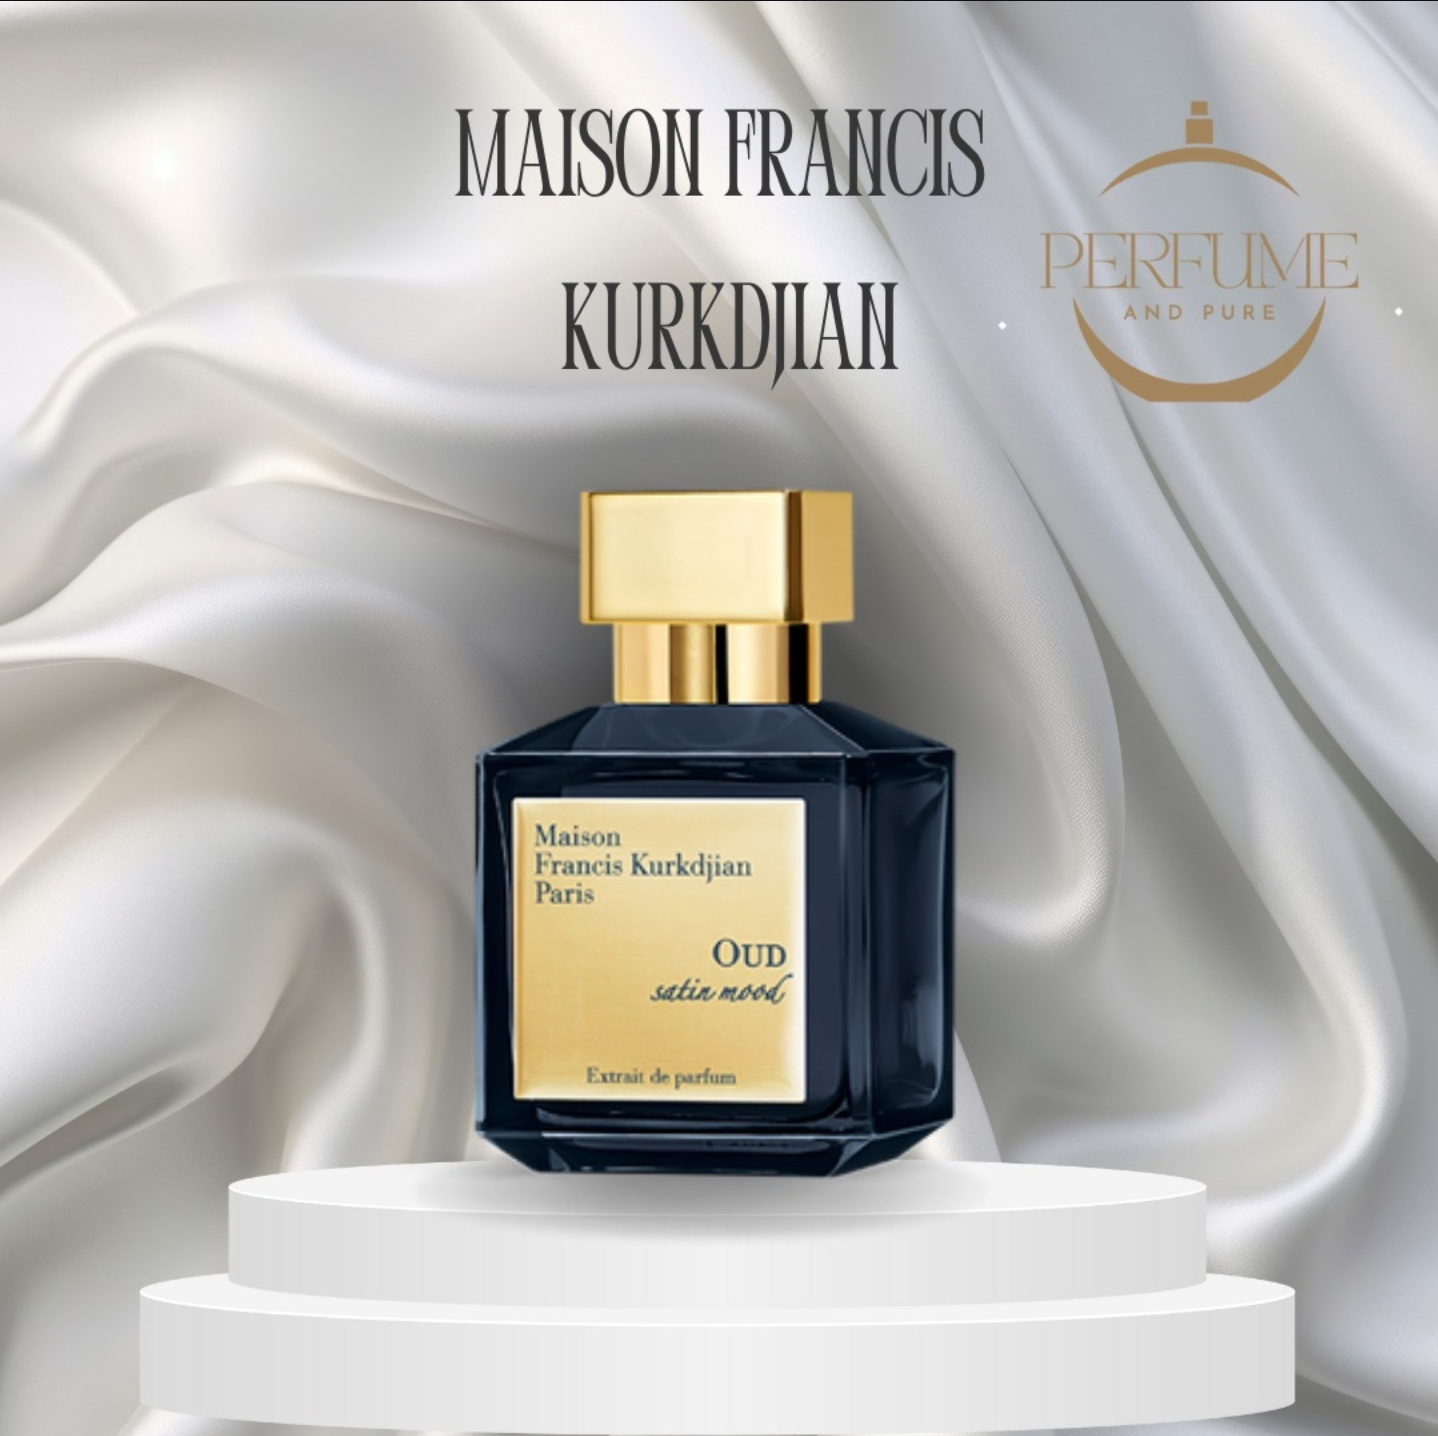 MAISON FRANCIS
KURKDJIAN
PERFUME
AND PURE
Maison
Francis Kurkdjian
Paris
OUD
satin mood
Extrait de parfum